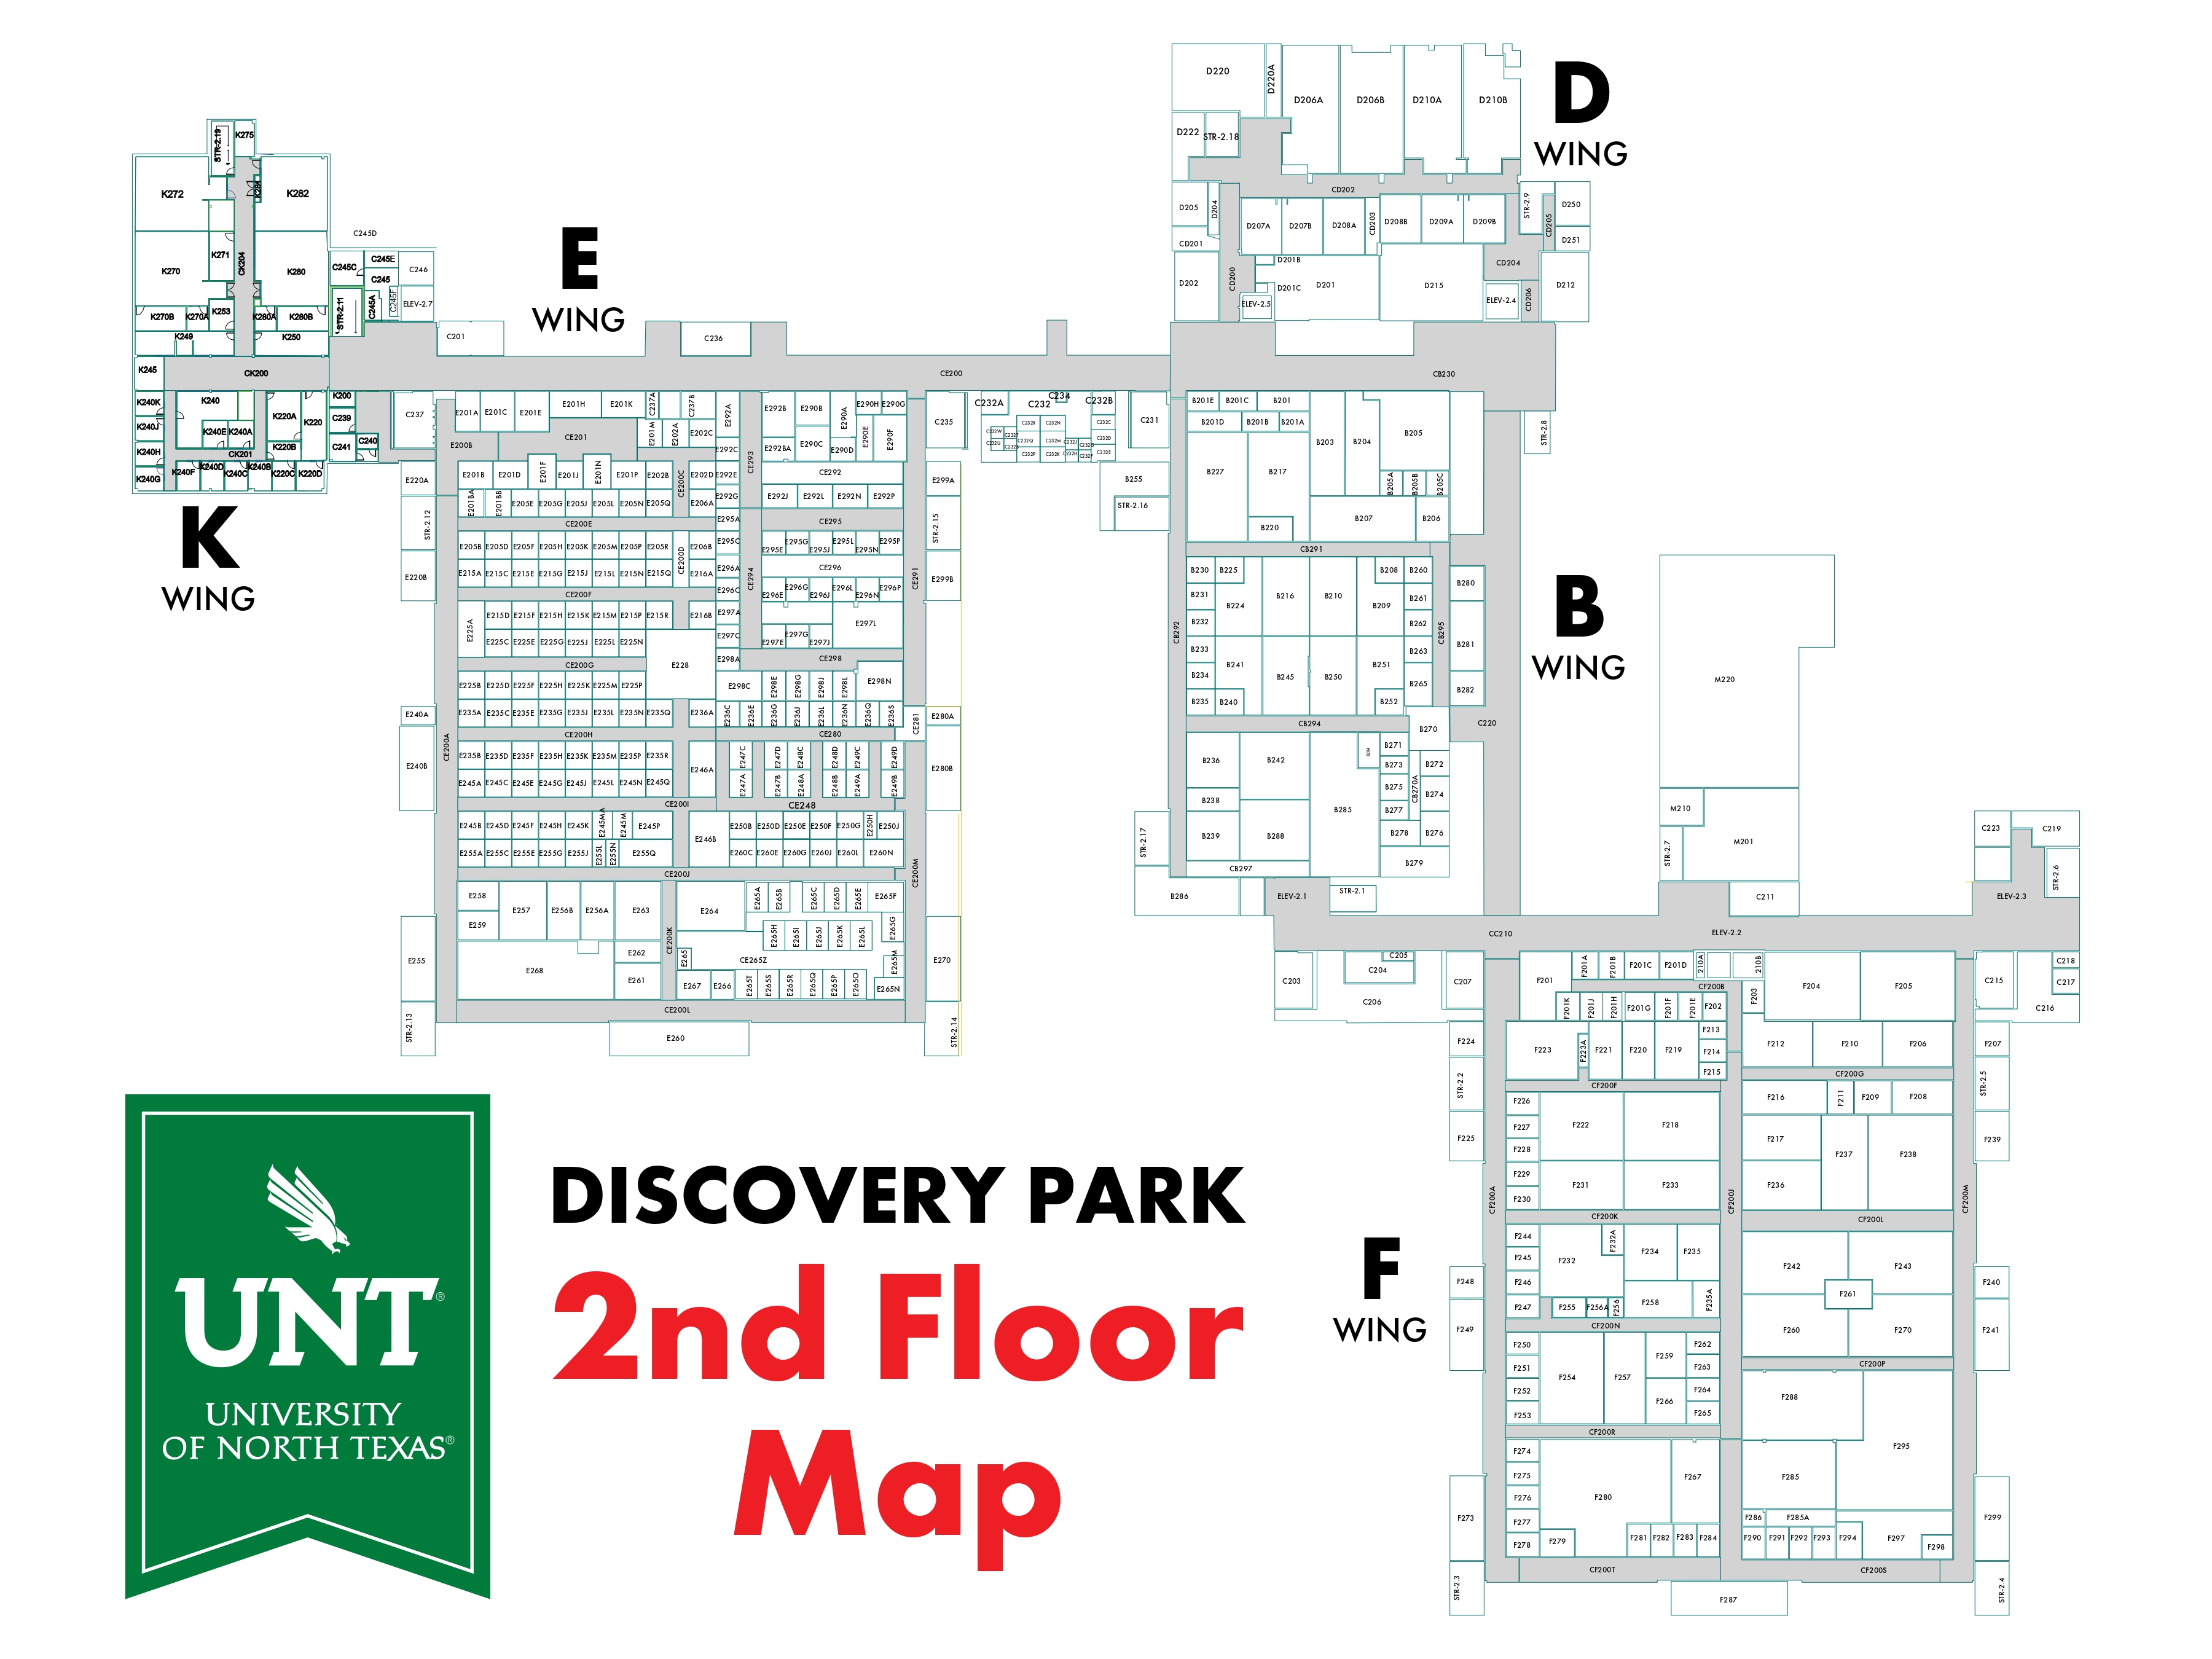 D
WING
D220
D220A
D206A
D206B
D210A
D210B
D222
STR-2.18
CD202
D205
D204
CD201
D202
CD200
D207A
D207B
D208A
CD203
D208B
D209A
D209B
STR-2.9
CD205
D250
D251
D201B
D201C
D201
D215
CD204
ELEV-2.5
ELEV-2.4
CD206
D212
STR-2.19
K275
K272
K281
K282
K271
K270
CK204
K280
K270B
K270A
K253
K280A
K280B
K249
K250
K245
CK200
K240K
K240
K220A
K220
K200
K240J
K240E
K240A
C239
K240H
K220B
C241
C240
CK201
K240G
K240F
K240D
K240C
K240B
K220C
K220D
K
WING
C245D
C245C
C245E
C245
C246
C245A
C245F
ELEV-2.7
STR-2.11
E
WING
C201
C236
CE200
CB230
C237
E201A
E201C
E201E
E201H
E201K
C237A
C237B
E292A
E292B
E290B
E290A
E290H
E290G
E200B
CE201
E201M
E202A
E202C
E292C
CE293
E292BA
E290C
E290D
E290E
E290F
C235
C232A
C232
C234
C232B
C231
C232R
C232N
C232C
C232W
C232U
C232Q
C232M
C232J
C232D
C232P
C232K
C232H
C232E
E220A
E201B
E201D
E201F
E201J
E201N
E201P
E202B
CE200C
E202D
E292E
CE292
E299A
E201BA
E201BB
E205E
E205G
E205J
E205L
E205N
E205Q
E206A
E292G
E292J
E292L
E292N
E292P
STR-2.12
CE200E
E295A
CE295
STR-2.15
E205B
E205D
E205F
E205H
E205K
E205M
E205P
E205R
CE200D
E206B
E295C
E295E
E295G
E295J
E295L
E295N
E295P
E220B
E215A
E215C
E215E
E215G
E215J
E215L
E215N
E215Q
E216A
E296A
CE294
CE296
CE291
E299B
CE200F
E296C
E296E
E296G
E296J
E296L
E296N
E296P
E225A
E215D
E215F
E215H
E215K
E215M
E215P
E215R
E216B
E297A
E225C
E225E
E225G
E225J
E225L
E225N
E228
E297C
E297E
E297G
E297J
E297L
CE200G
E298A
CE298
E225B
E225D
E225F
E225H
E225K
E225M
E225P
E298C
E298E
E298G
E298J
E298L
E298N
E240A
E235A
E235C
E235E
E235G
E235J
E235L
E235N
E235Q
E236A
E236C
E236E
E236G
E236J
E236L
E236N
E236Q
E236S
CE281
E280A
CE200A
CE200H
CE280
E240B
E235B
E235D
E235F
E235H
E235K
E235M
E235P
E235R
E246A
E247C
E247D
E248C
E248D
E249C
E249D
E280B
E245A
E245C
E245E
E245G
E245J
E245L
E245N
E245Q
E247A
E247B
E248A
E248B
E249A
E249B
CE200I
CE248
E245B
E245D
E245F
E245H
E245K
E245MA
E245M
E245P
E246B
E250B
E250D
E250E
E250F
E250G
E250H
E250J
E255A
E255C
E255E
E255G
E255J
E255L
E255N
E255Q
E260C
E260E
E260G
E260J
E260L
E260N
CE200M
CE200J
E258
E257
E256B
E256A
E263
E264
E265A
E265B
E265C
E265D
E265E
E265F
E259
E265H
E265I
E265J
E265K
E265L
E265G
E255
E268
E262
CE200K
E265
CE265Z
E265M
E270
E261
E267
E266
E265T
E265S
E265R
E265Q
E265P
E265O
E265N
CE200L
STR-2.13
E260
STR-2.14
B
WING
B201E
B201C
B201
B201D
B201B
B201A
B203
B204
B205
STR-2.8
B227
B217
B205A
B205B
B205C
B255
STR-2.16
B220
B207
B206
CB291
B230
B225
B208
B260
B280
B231
B224
B216
B210
B209
B261
B232
B262
CB292
CB295
B281
B233
B241
B245
B250
B251
B263
B234
B265
B282
B235
B240
B252
CB294
B270
C220
B236
B242
B271
B273
B272
B275
CB270A
B274
B238
B285
B277
B239
B288
B278
B276
STR-2.17
CB297
B279
B286
ELEV-2.1
STR-2.1
M220
M210
M201
STR-2.7
C211
C223
C219
STR-2.6
ELEV-2.3
CC210
ELEV-2.2
C203
C205
C204
C206
C207
F201
F201A
F201B
F201C
F201D
210A
210B
F204
F205
C215
C218
C217
C216
CF200B
F203
F201K
F201J
F201H
F201G
F201F
F201E
F202
F224
F223
F223A
F221
F220
F219
F213
F214
F215
F212
F210
F206
F207
CF200F
CF200G
STR-2.2
F226
F222
F218
F216
F211
F209
F208
STR-2.5
F227
F225
F228
F217
F237
F238
F239
F229
F231
F233
F236
F230
CF200A
CF200K
CF200J
CF200L
CF200M
F
WING
F244
F232A
F234
F235
F245
F232
F242
F243
F248
F246
F261
F240
F247
F255
F256A
F256
F258
F235A
F249
CF200N
F260
F270
F241
F250
F259
F262
CF200P
F251
F263
F254
F257
F252
F266
F264
F288
F253
F265
CF200R
F295
F274
F275
F267
F285
F276
F280
F273
F277
F286
F285A
F299
F278
F279
F281
F282
F283
F284
F290
F291
F292
F293
F294
F297
F298
CF200T
CF200S
STR-2.3
F287
STR-2.4
UNT®
UNIVERSITY
OF NORTH TEXAS®
DISCOVERY PARK
2nd Floor
Map